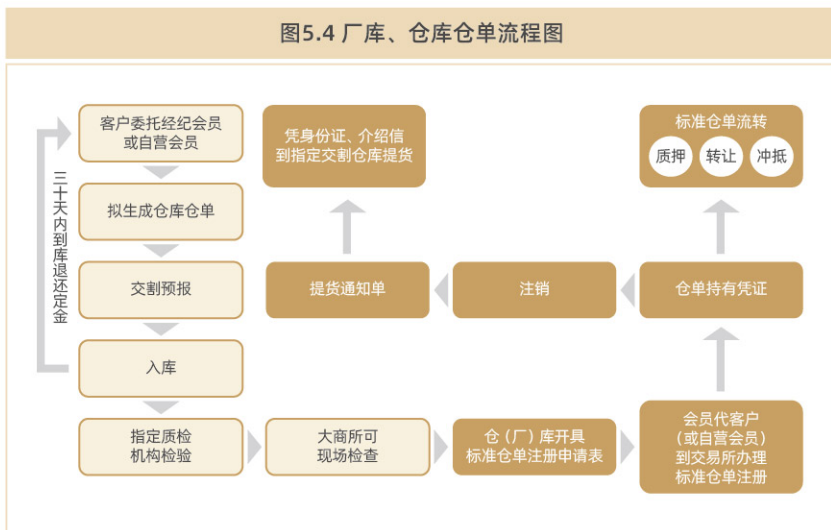 图5.4 厂库、仓库仓单流程图
客户委托经纪会员
或自营会员
凭身份证、介绍信
到指定交割仓库提货
标准仓单流转
质押 转让 冲抵
三十天内到库退还定金
拟生成仓库仓单
交割预报
提货通知单
注销
仓单持有凭证
入库
指定质检
机构检验
大商所可
现场检查
仓（厂）库开具
标准仓单注册申请表
会员代客户
（或自营会员）
到交易所办理
标准仓单注册